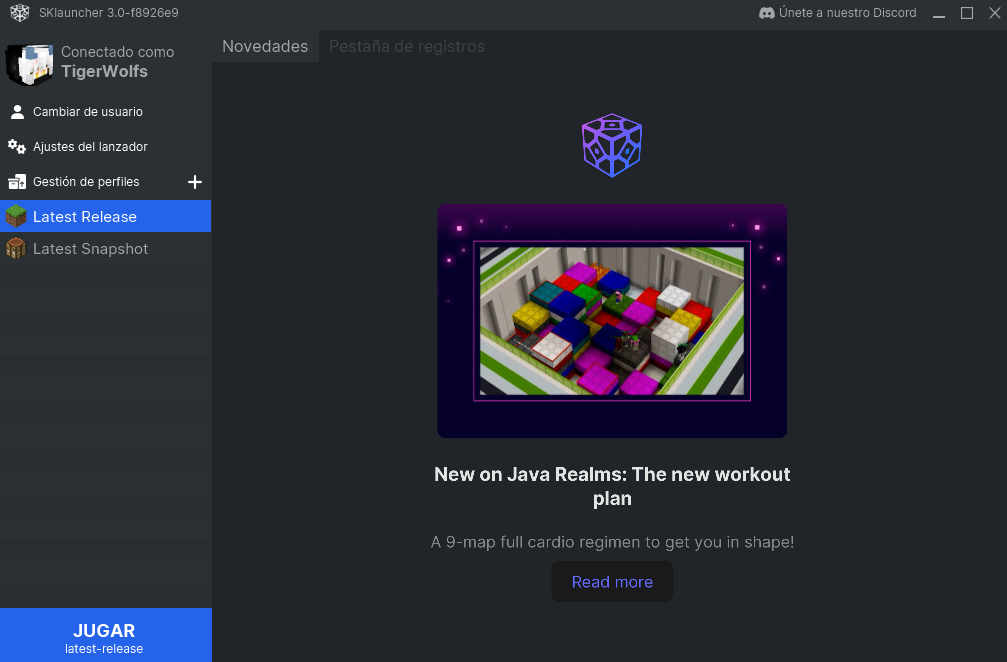 SKlauncher 3.0-f8926e9
Únete a nuestro Discord
Conectado como
TigerWolfs
Cambiar de usuario
Ajustes del lanzador
Gestión de perfiles
Latest Release
Latest Snapshot
JUGAR
latest-release
Novedades
Pestaña de registros
New on Java Realms: The new workout
plan
A 9-map full cardio regimen to get you in shape!
Read more